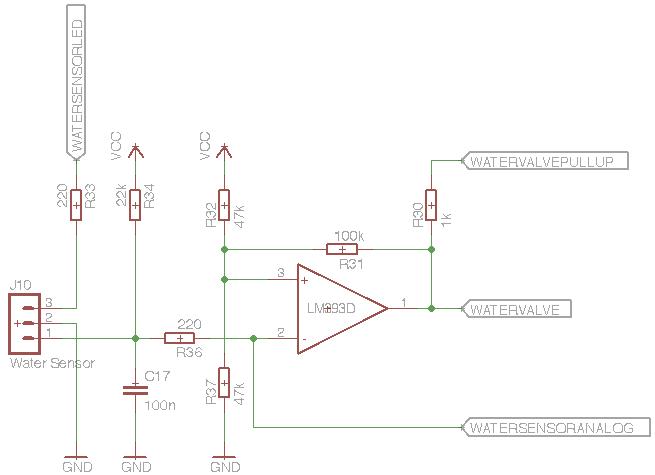 WATERSENSORLED
VCC
VCC
WATERVALVEPULLUP
220
R33
22k
R34
R32
47k
R30
1k
100k
R31
J10
3
2
1
Water Sensor
3
+
LM393D
1
WATERVALVE
220
R36
2
-
C17
100n
R37
47k
WATERSENSORANALOG
GND
GND
GND